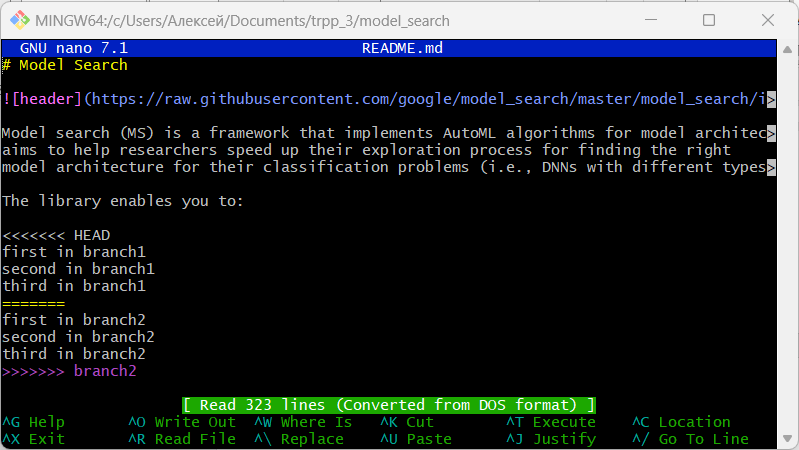 MINGW64:/c/Users/Алексей/Documents/trpp_3/model_search
GNU nano 7.1 README.md
# Model Search
![header](https://raw.githubusercontent.com/google/model_search/master/model_search/i>
Model search (MS) is a framework that implements AutoML algorithms for model architec>
aims to help researchers speed up their exploration process for finding the right
model architecture for their classification problems (i.e., DNNs with different types>
The library enables you to:
<<<<<<< HEAD
first in branch1
second in branch1
third in branch1
=======
first in branch2
second in branch2
third in branch2
>>>>>>> branch2
[ Read 323 lines (Converted from DOS format) ]
^G Help ^O Write Out ^W Where Is ^K Cut ^T Execute ^C Location
^X Exit ^R Read File ^\ Replace ^U Paste ^J Justify ^/ Go To Line